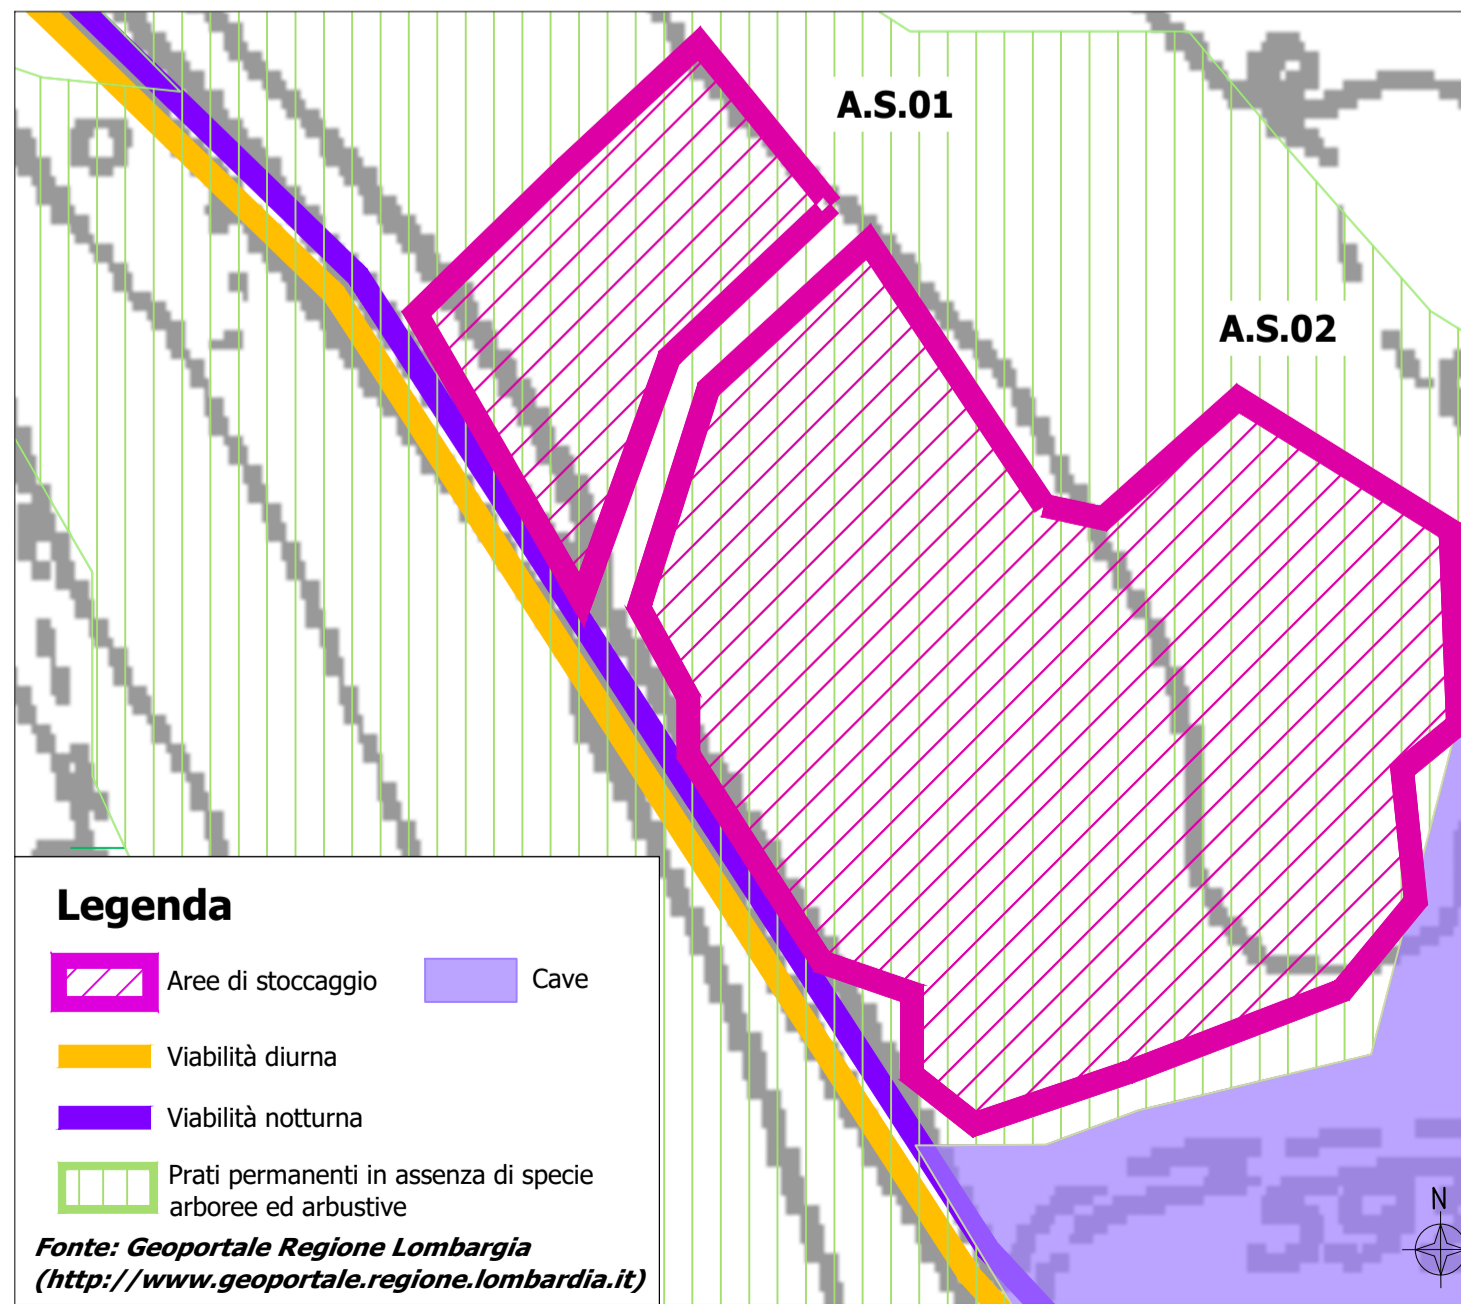 A.S.01
A.S.02
Legenda
Aree di stoccaggio
Cave
Viabilità diurna
Viabilità notturna
Prati permanenti in assenza di specie
arboree ed arbustive
Fonte: Geoportale Regione Lombargia
(http://www.geoportale.regione.lombardia.it)
N